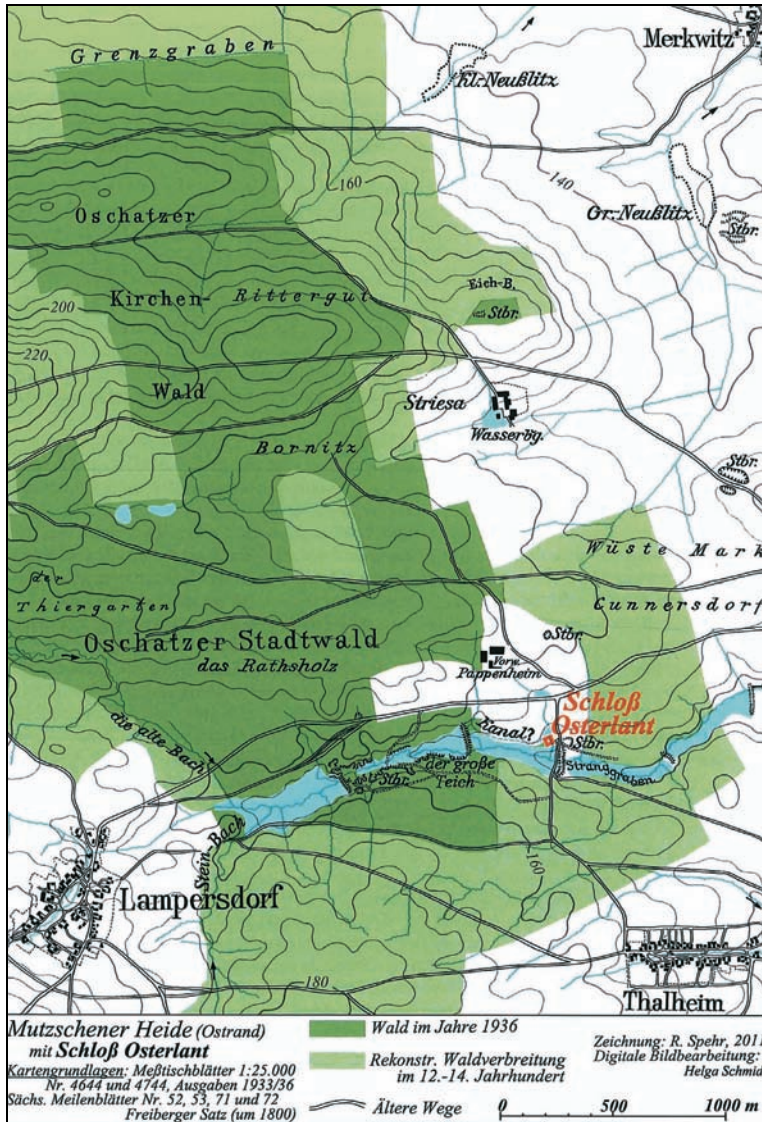 Grenzgraben
Merkwitz
Kl.-Neußlitz
160
140
Oschatzer
Gr.-Neußlitz
Stbr.
Eich-B.
Kirchen-
Rittergut
Stbr.
200
220
Wald
Striesa
Wasserbg.
Bornitz
Stbr.
Wüste Mark
der
Thiergarten
Cunnersdorf
Oschatzer Stadtwald
das Rathsholz
Stbr.
Vorw.
Pappenheim
Schloß
Osterlant
die alte Bach
Kanal?
Stbr.
der große
Teich
Stbr.
Stranggraben
Stein-Bach
160
Lampersdorf
180
Thalheim
Mutzschener Heide (Ostrand)
mit Schloß Osterlant
Kartengrundlagen: Meßtischblätter 1:25.000
Nr. 4644 und 4744, Ausgaben 1933/36
Sächs. Meilenblätter Nr. 52, 53, 71 und 72
Freiberger Satz (um 1800)
Wald im Jahre 1936
Rekonstr. Waldverbreitung
im 12.-14. Jahrhundert
Ältere Wege
Zeichnung: R. Spehr, 2011
Digitale Bildbearbeitung:
Helga Schmid
0 500 1000 m